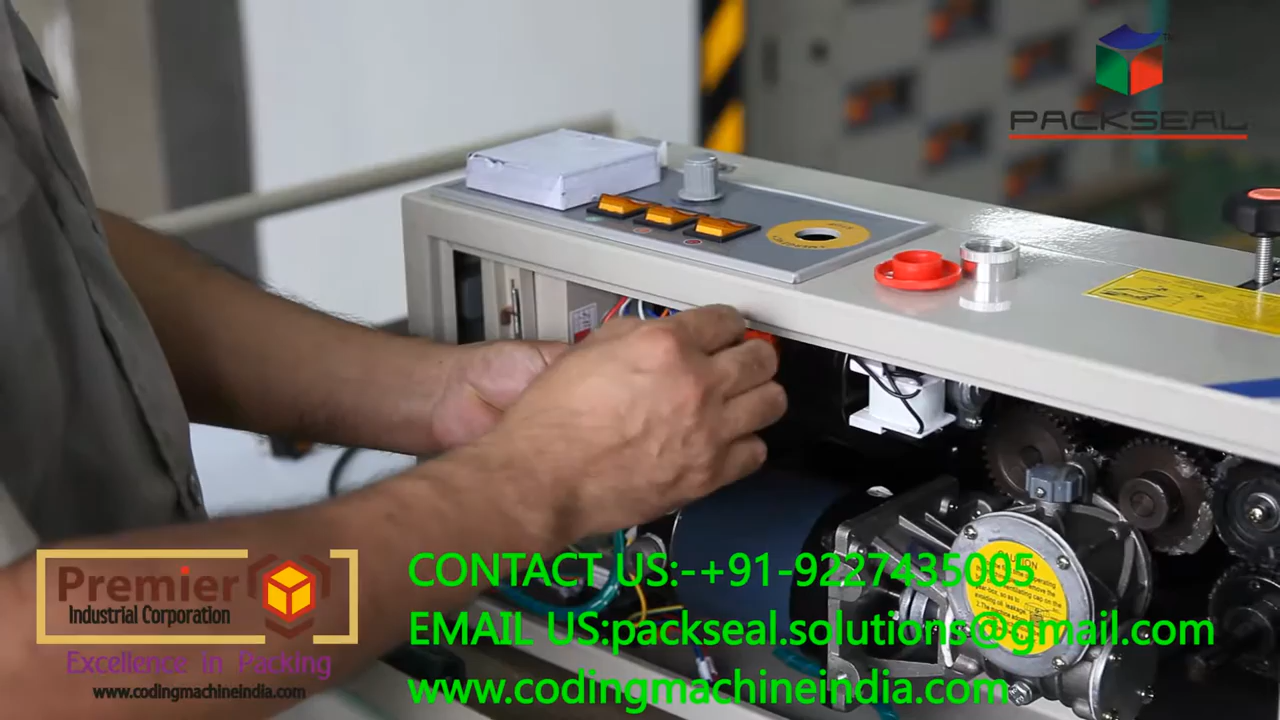 PACKSEAL
CAUTION
Premier
Industrial Corporation
Excellence in Packing
www.codingmachineindia.com
CONTACT US:-+91-9227435005
EMAIL US:packseal.solutions@gmail.com
www.codingmachineindia.com